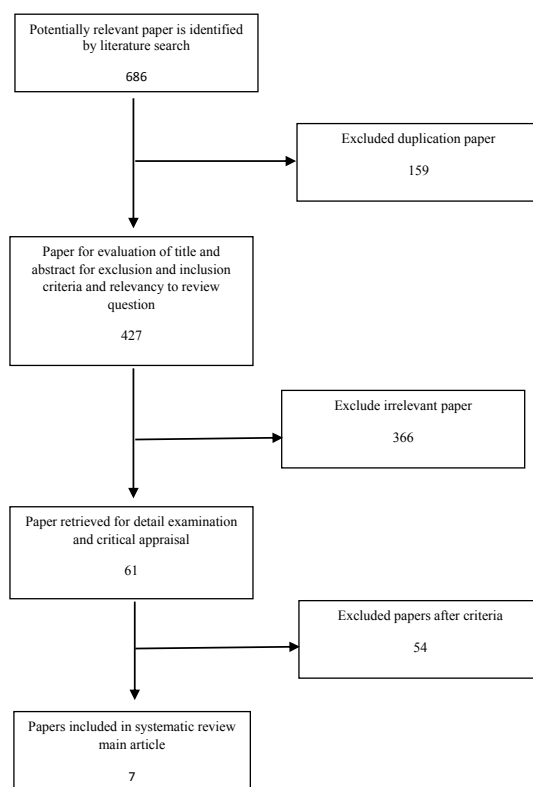 Potentially relevant paper is identified
by literature search
686
Excluded duplication paper
159
Paper for evaluation of title and
abstract for exclusion and inclusion
criteria and relevancy to review
question
427
Exclude irrelevant paper
366
Paper retrieved for detail examination
and critical appraisal
61
Excluded papers after criteria
54
Papers included in systematic review
main article
7